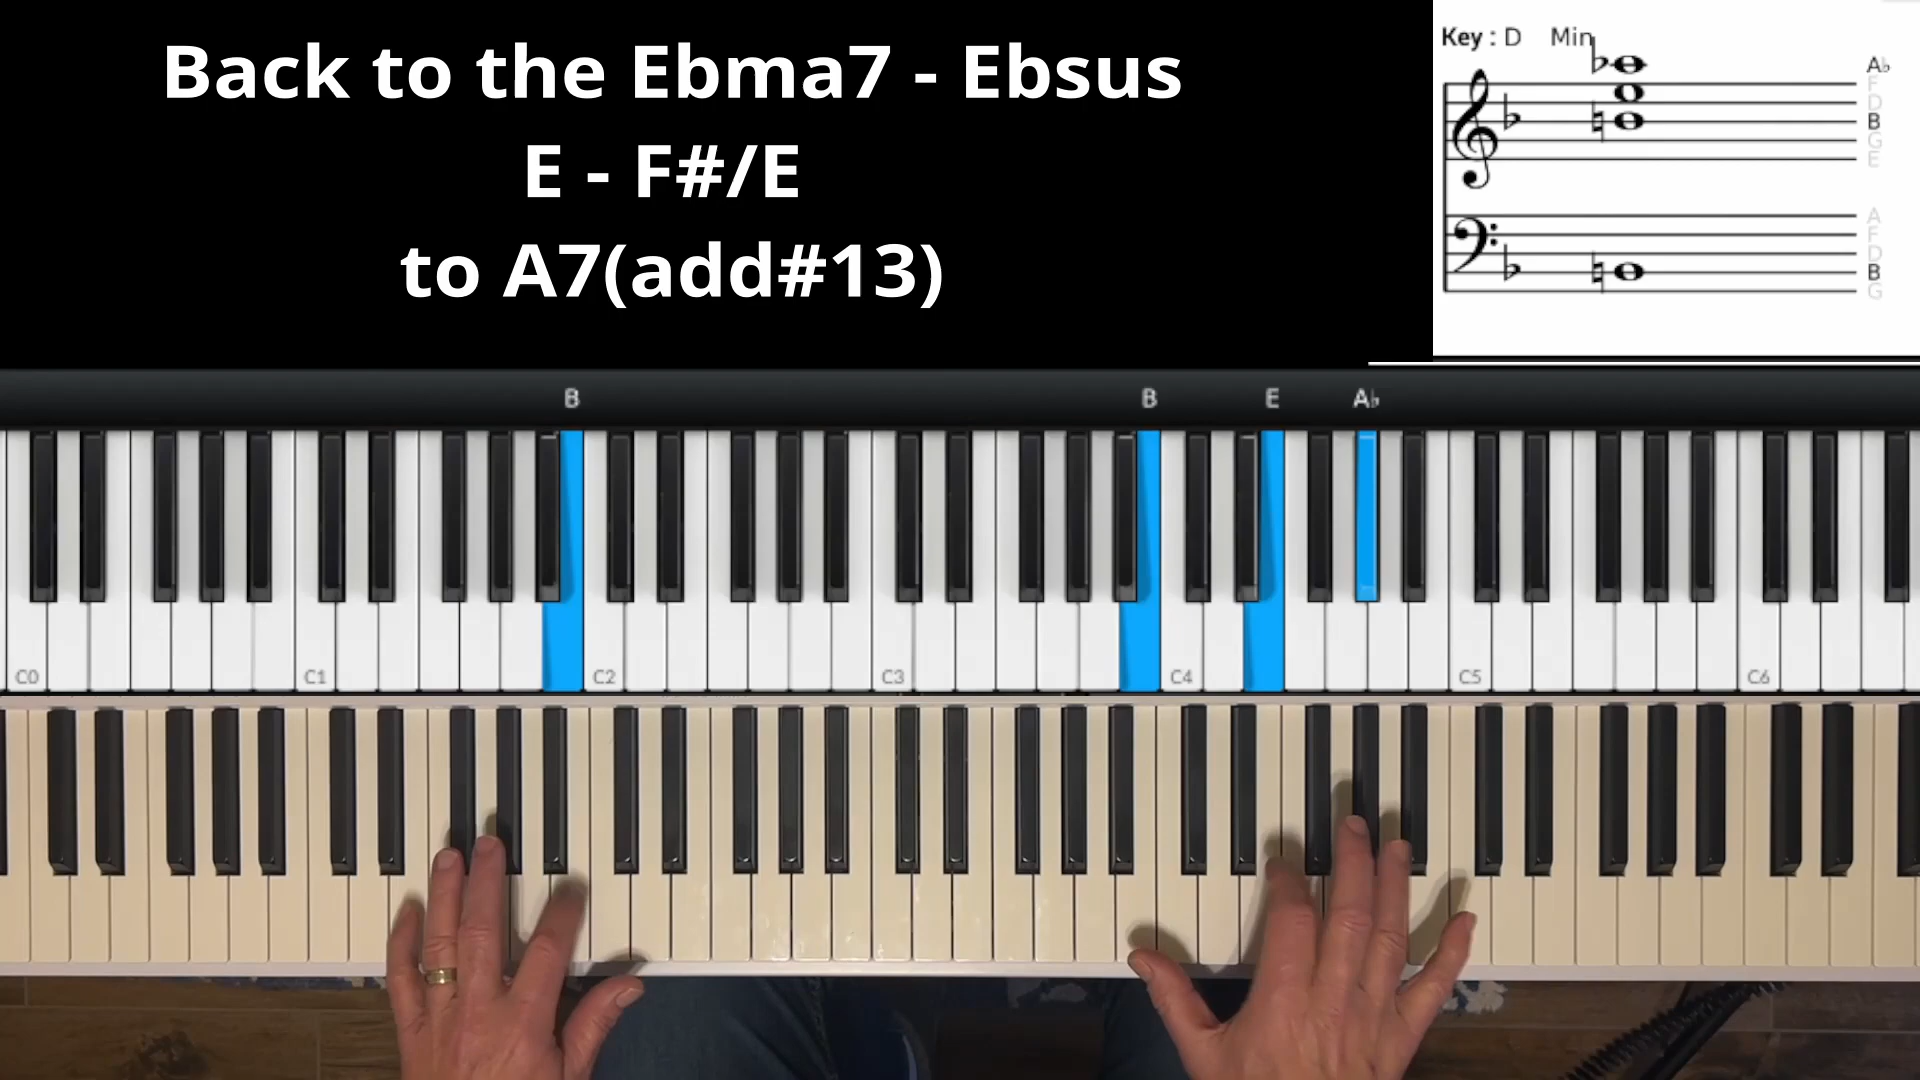 Back to the Ebma7 - Ebsus
E - F#/E
to A7(add#13)
Key : D Min
A♭
F
D
B
G
E
A
F
D
B
G
B B E A♭
C0 C1 C2 C3 C4 C5 C6